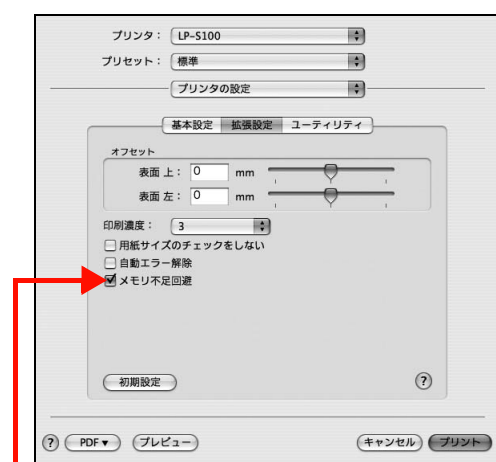 プリンタ： LP-S100
プリセット： 標準
プリンタの設定
基本設定 拡張設定 ユーティリティ
オフセット
表面 上： 0 mm
表面 左： 0 mm
印刷濃度： 3
用紙サイズのチェックをしない
自動エラー解除
メモリ不足回避
初期設定 ?
? PDF▼ プレビュー キャンセル プリント